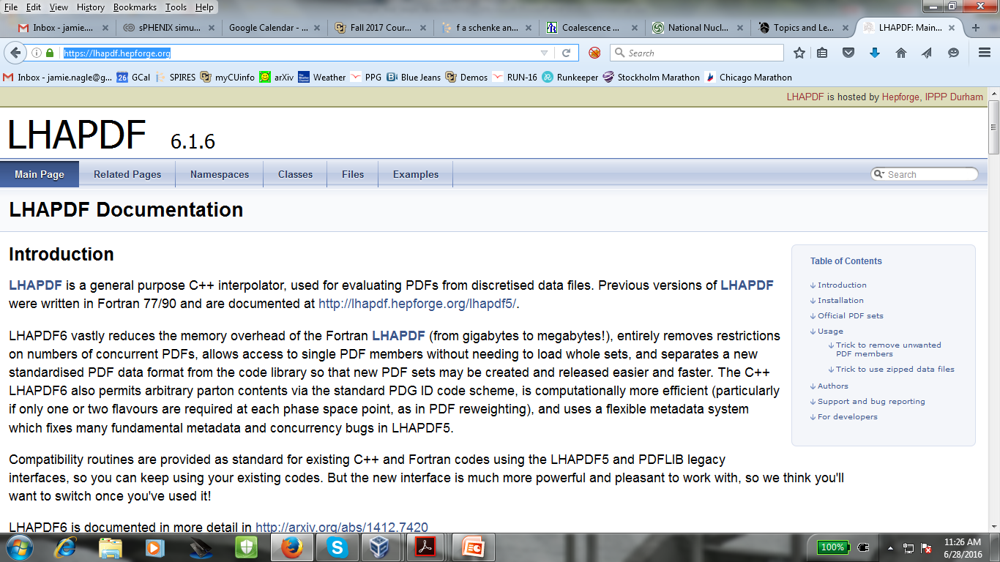 File Edit View History Bookmarks Tools Help
Inbox - jamie.... sPHENIX simu... Google Calendar - ... Fall 2017 Cour... f a schenke an... Coalescence ... National Nucl... Topics and Le... LHAPDF: Main...
https://lhapdf.hepforge.org Search
Inbox - jamie.nagle@g... 26 GCal SPIRES myCUinfo arXiv Weather PPG Blue Jeans Demos RUN-16 Runkeeper Stockholm Marathon Chicago Marathon
LHAPDF is hosted by Hepforge, IPPP Durham
LHAPDF 6.1.6
Main Page Related Pages Namespaces Classes Files Examples Search
LHAPDF Documentation
Introduction
LHAPDF is a general purpose C++ interpolator, used for evaluating PDFs from discretised data files. Previous versions of LHAPDF
were written in Fortran 77/90 and are documented at http://lhapdf.hepforge.org/lhapdf5/.
LHAPDF6 vastly reduces the memory overhead of the Fortran LHAPDF (from gigabytes to megabytes!), entirely removes restrictions
on numbers of concurrent PDFs, allows access to single PDF members without needing to load whole sets, and separates a new
standardised PDF data format from the code library so that new PDF sets may be created and released easier and faster. The C++
LHAPDF6 also permits arbitrary parton contents via the standard PDG ID code scheme, is computationally more efficient (particularly
if only one or two flavours are required at each phase space point, as in PDF reweighting), and uses a flexible metadata system
which fixes many fundamental metadata and concurrency bugs in LHAPDF5.
Compatibility routines are provided as standard for existing C++ and Fortran codes using the LHAPDF5 and PDFLIB legacy
interfaces, so you can keep using your existing codes. But the new interface is much more powerful and pleasant to work with, so we think you'll
want to switch once you've used it!
LHAPDF6 is documented in more detail in http://arxiv.org/abs/1412.7420
Table of Contents
Introduction
Installation
Official PDF sets
Usage
Trick to remove unwanted
PDF members
Trick to use zipped data files
Authors
Support and bug reporting
For developers
100%
11:26 AM
6/28/2016